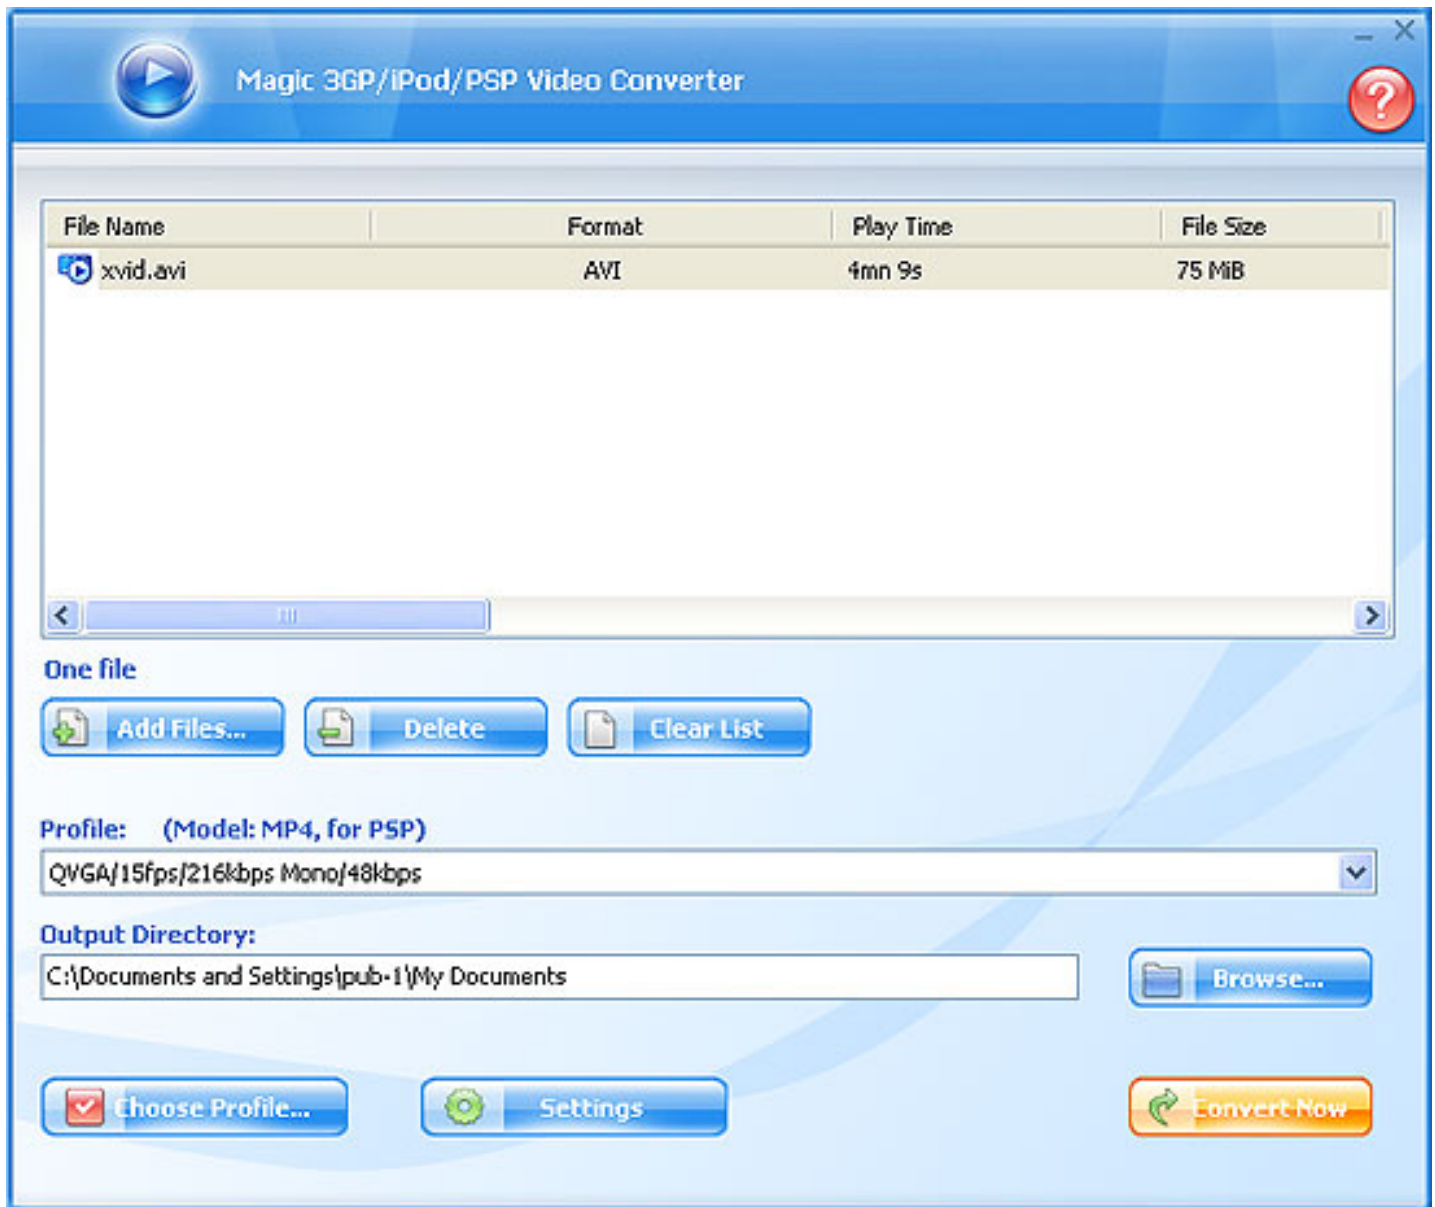 Magic 3GP/iPod/PSP Video Converter
?
File Name Format Play Time File Size
xvid.avi AVI 4mn 9s 75 MiB
One file
Add Files... Delete Clear List
Profile: (Model: MP4, for PSP)
QVGA/15fps/216kbps Mono/48kbps
Output Directory:
C:\Documents and Settings\pub-1\My Documents
Browse...
Choose Profile... Settings Convert Now